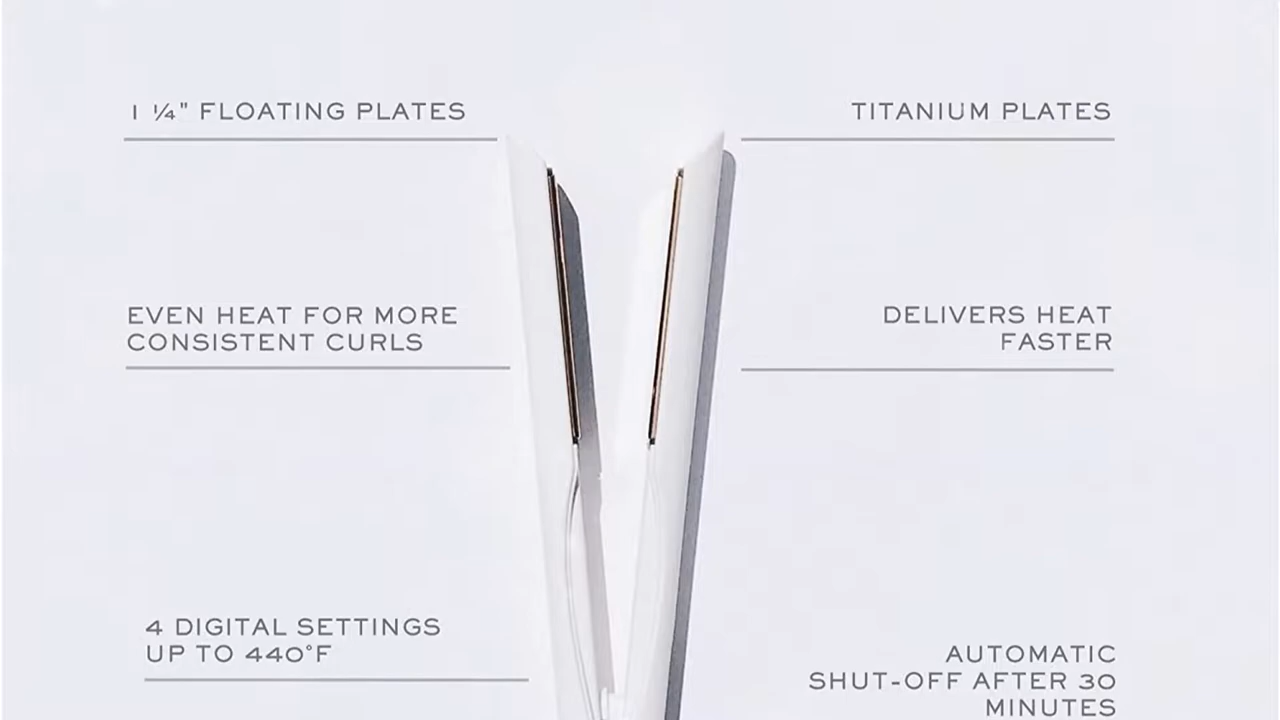 1 ¼" FLOATING PLATES
TITANIUM PLATES
EVEN HEAT FOR MORE
CONSISTENT CURLS
DELIVERS HEAT
FASTER
4 DIGITAL SETTINGS
UP TO 440°F
AUTOMATIC
SHUT-OFF AFTER 30
MINUTES